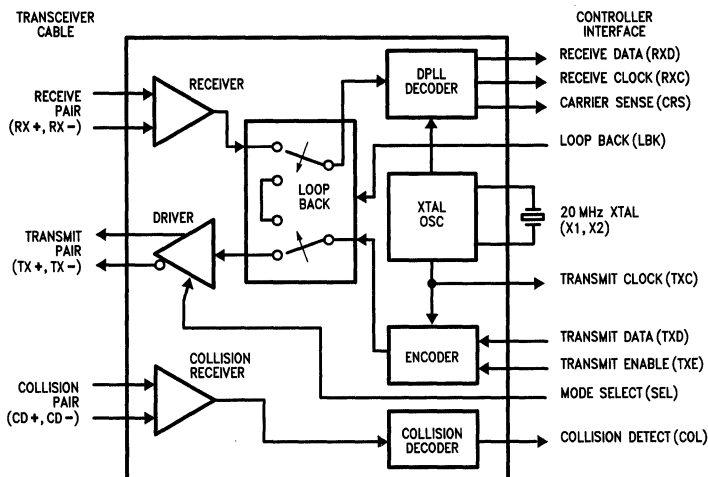 TRANSCEIVER
CABLE
CONTROLLER
INTERFACE
RECEIVER
DPLL
DECODER
RECEIVE DATA (RXD)
RECEIVE CLOCK (RXC)
CARRIER SENSE (CRS)
RECEIVE
PAIR
(RX+, RX-)
LOOP BACK (LBK)
LOOP
BACK
XTAL
OSC
20 MHz XTAL
(X1, X2)
DRIVER
TRANSMIT
PAIR
(TX+, TX-)
TRANSMIT CLOCK (TXC)
ENCODER
TRANSMIT DATA (TXD)
TRANSMIT ENABLE (TXE)
MODE SELECT (SEL)
COLLISION
RECEIVER
COLLISION
PAIR
(CD+, CD-)
COLLISION
DECODER
COLLISION DETECT (COL)